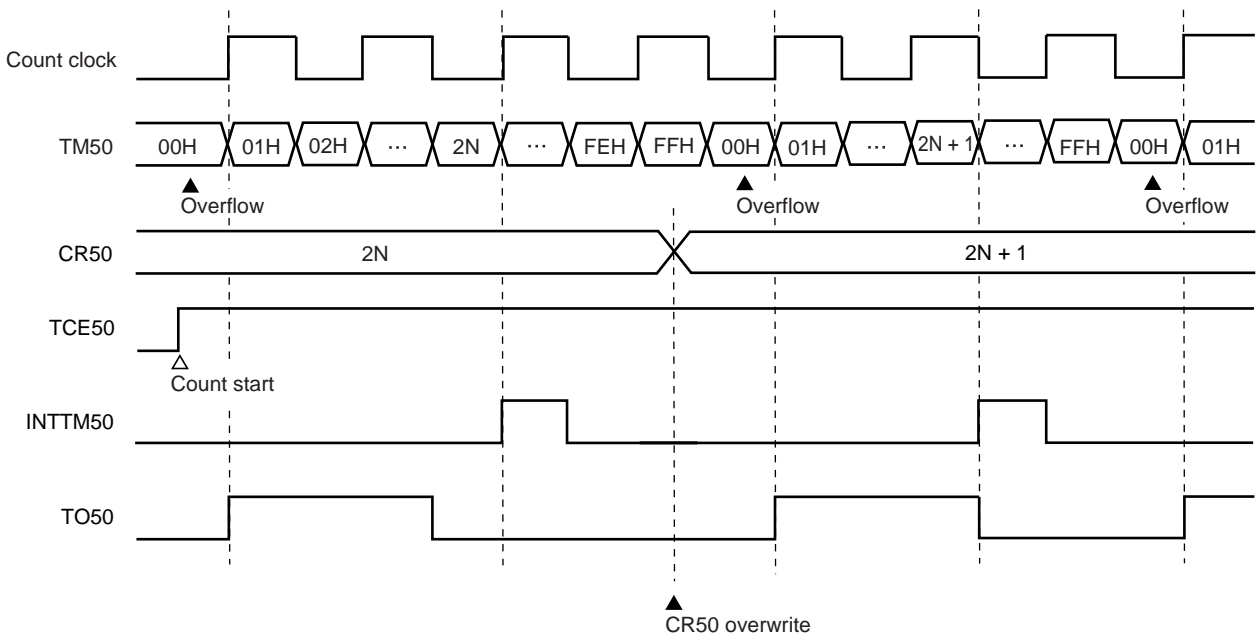 Count clock
TM50
00H 01H 02H ... 2N ... FEH FFH 00H 01H ... 2N + 1 ... FFH 00H 01H
Overflow Overflow Overflow
CR50
2N 2N + 1
TCE50
Count start
INTTM50
TO50
CR50 overwrite